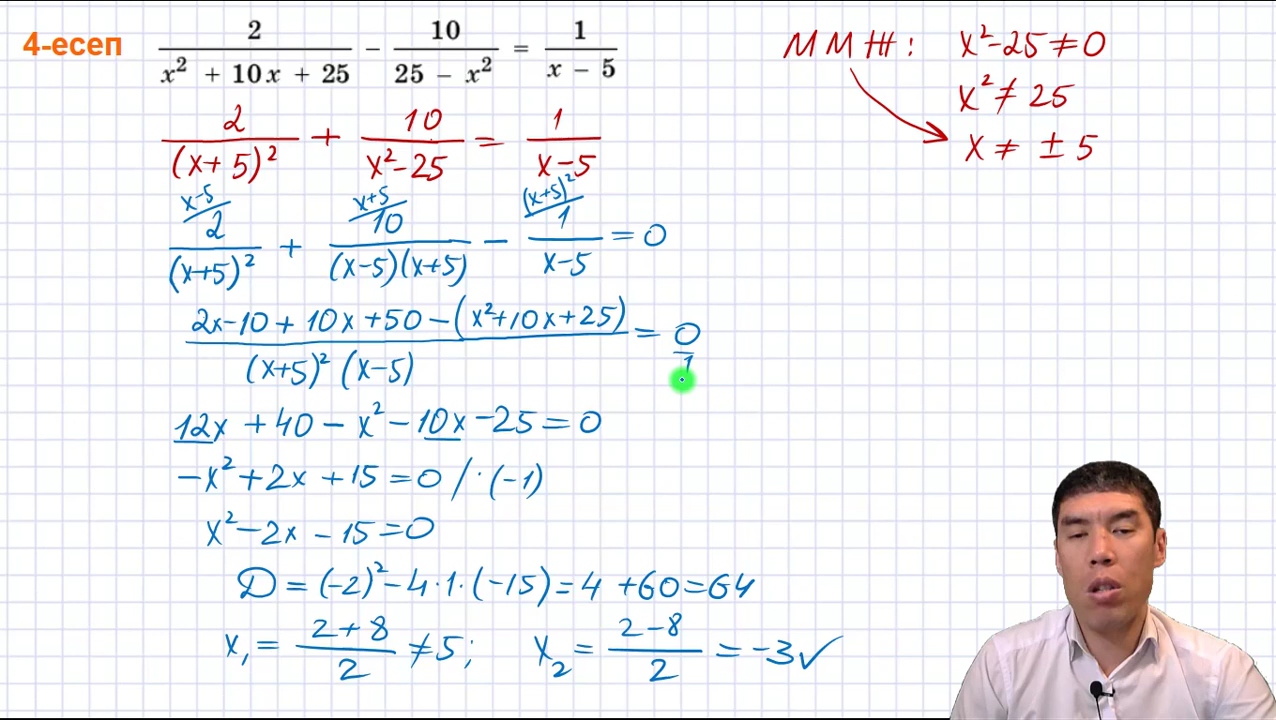 4-есеп 2/(x² + 10x + 25) − 10/(25 − x²) = 1/(x − 5)
ММЖ: x²-25≠0
x²≠25
x ≠ ±5
2/(x+5)² + 10/(x²-25) = 1/(x-5)
x-5/ x+5/ (x+5)²/
2/(x+5)² + 10/((x-5)(x+5)) − 1/(x-5) = 0
(2x-10+10x+50-(x²+10x+25))/((x+5)²(x-5)) = 0/1
12x+40-x²-10x-25=0
-x²+2x+15=0 /·(-1)
x²-2x-15=0
D=(-2)²-4·1·(-15)=4+60=64
x₁=(2+8)/2≠5; x₂=(2-8)/2=-3✓